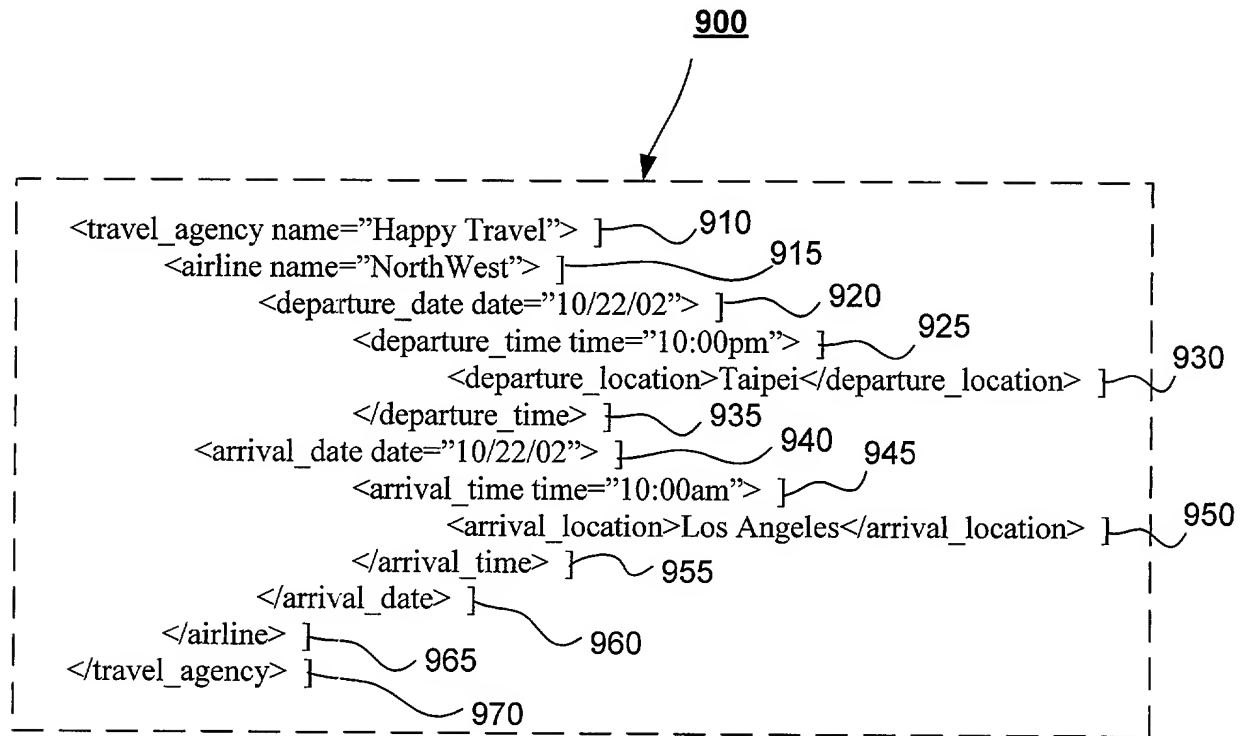 900
<travel_agency name=”Happy Travel”> ] 910
<airline name=”NorthWest”> ] 915
<departure_date date=”10/22/02”> ] 920
<departure_time time=”10:00pm”> ] 925
<departure_location>Taipei</departure_location> ] 930
</departure_time> ] 935
<arrival_date date=”10/22/02”> ] 940
<arrival_time time=”10:00am”> ] 945
<arrival_location>Los Angeles</arrival_location> ] 950
</arrival_time> ] 955
</arrival_date> ] 960
</airline> ] 965
</travel_agency> ] 970